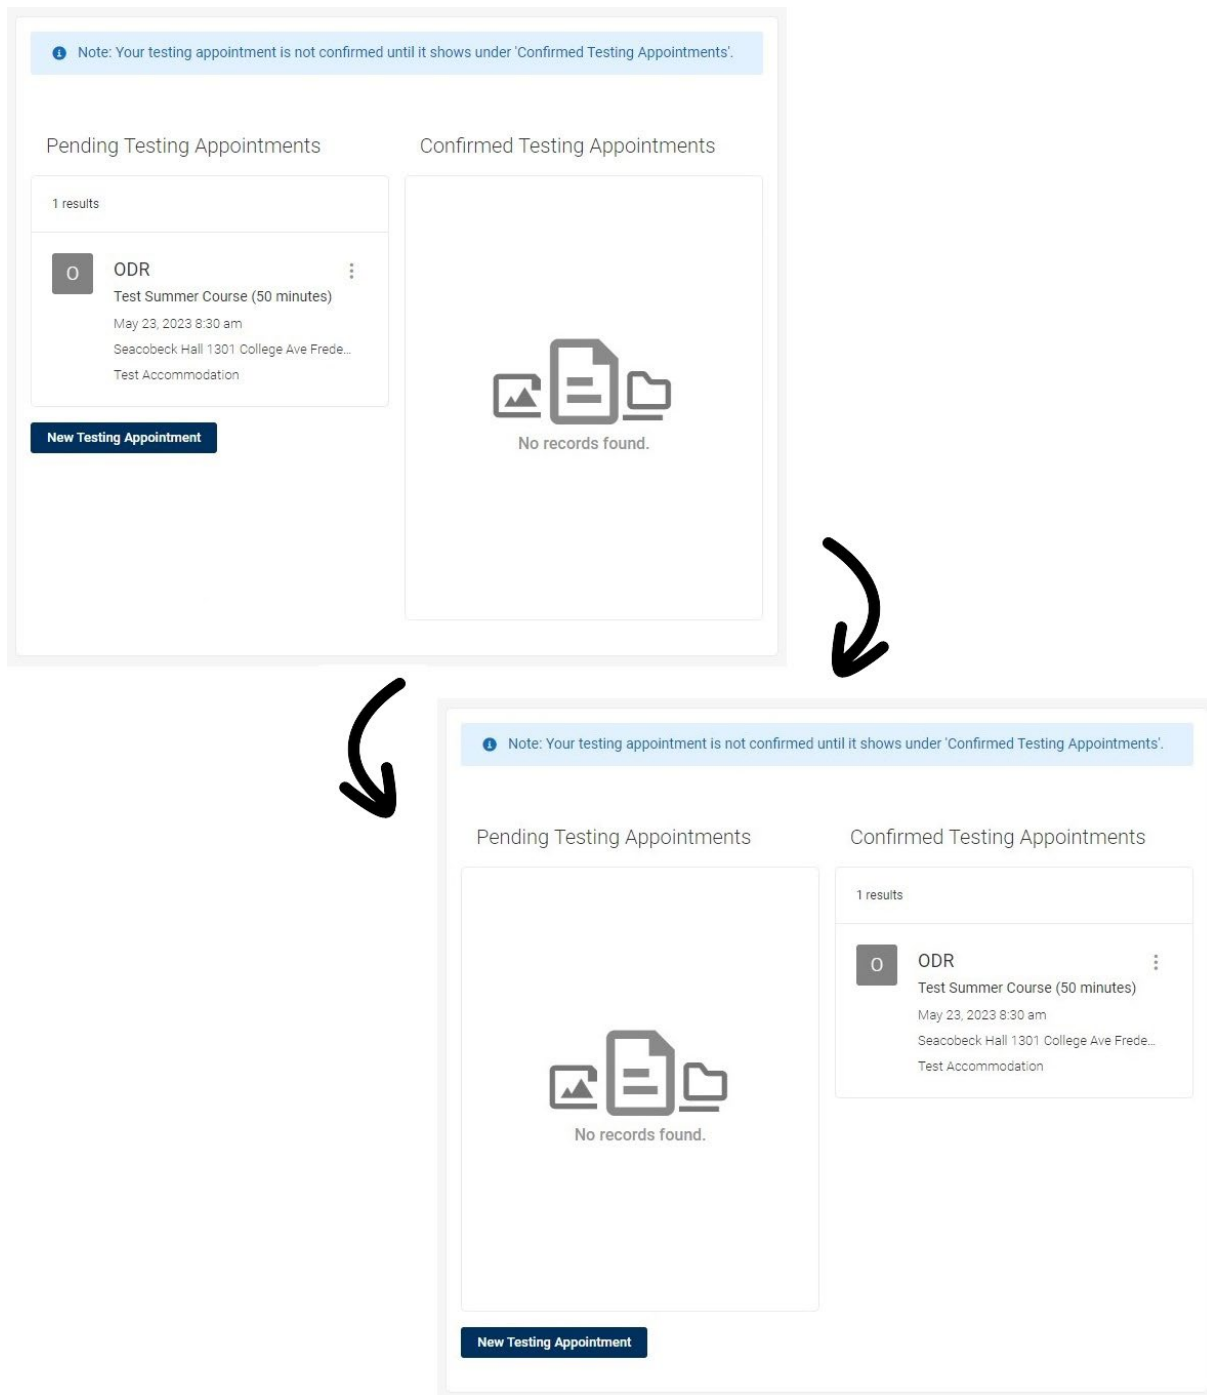 Note: Your testing appointment is not confirmed until it shows under 'Confirmed Testing Appointments'.
Pending Testing Appointments
1 results
O
ODR
Test Summer Course (50 minutes)
May 23, 2023 8:30 am
Seacobeck Hall 1301 College Ave Frede...
Test Accommodation
New Testing Appointment
Confirmed Testing Appointments
No records found.
Note: Your testing appointment is not confirmed until it shows under 'Confirmed Testing Appointments'.
Pending Testing Appointments
No records found.
New Testing Appointment
Confirmed Testing Appointments
1 results
O
ODR
Test Summer Course (50 minutes)
May 23, 2023 8:30 am
Seacobeck Hall 1301 College Ave Frede...
Test Accommodation